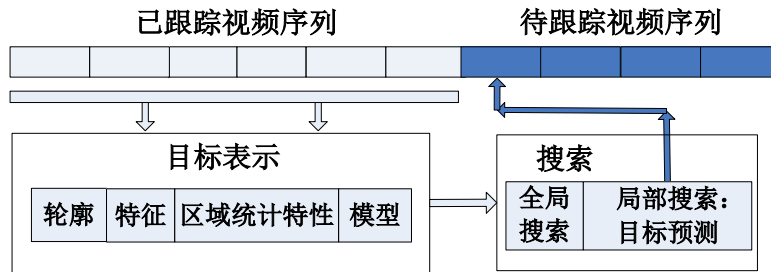 已跟踪视频序列
待跟踪视频序列
目标表示
轮廓
特征
区域统计特性
模型
搜索
全局
搜索
局部搜索：
目标预测